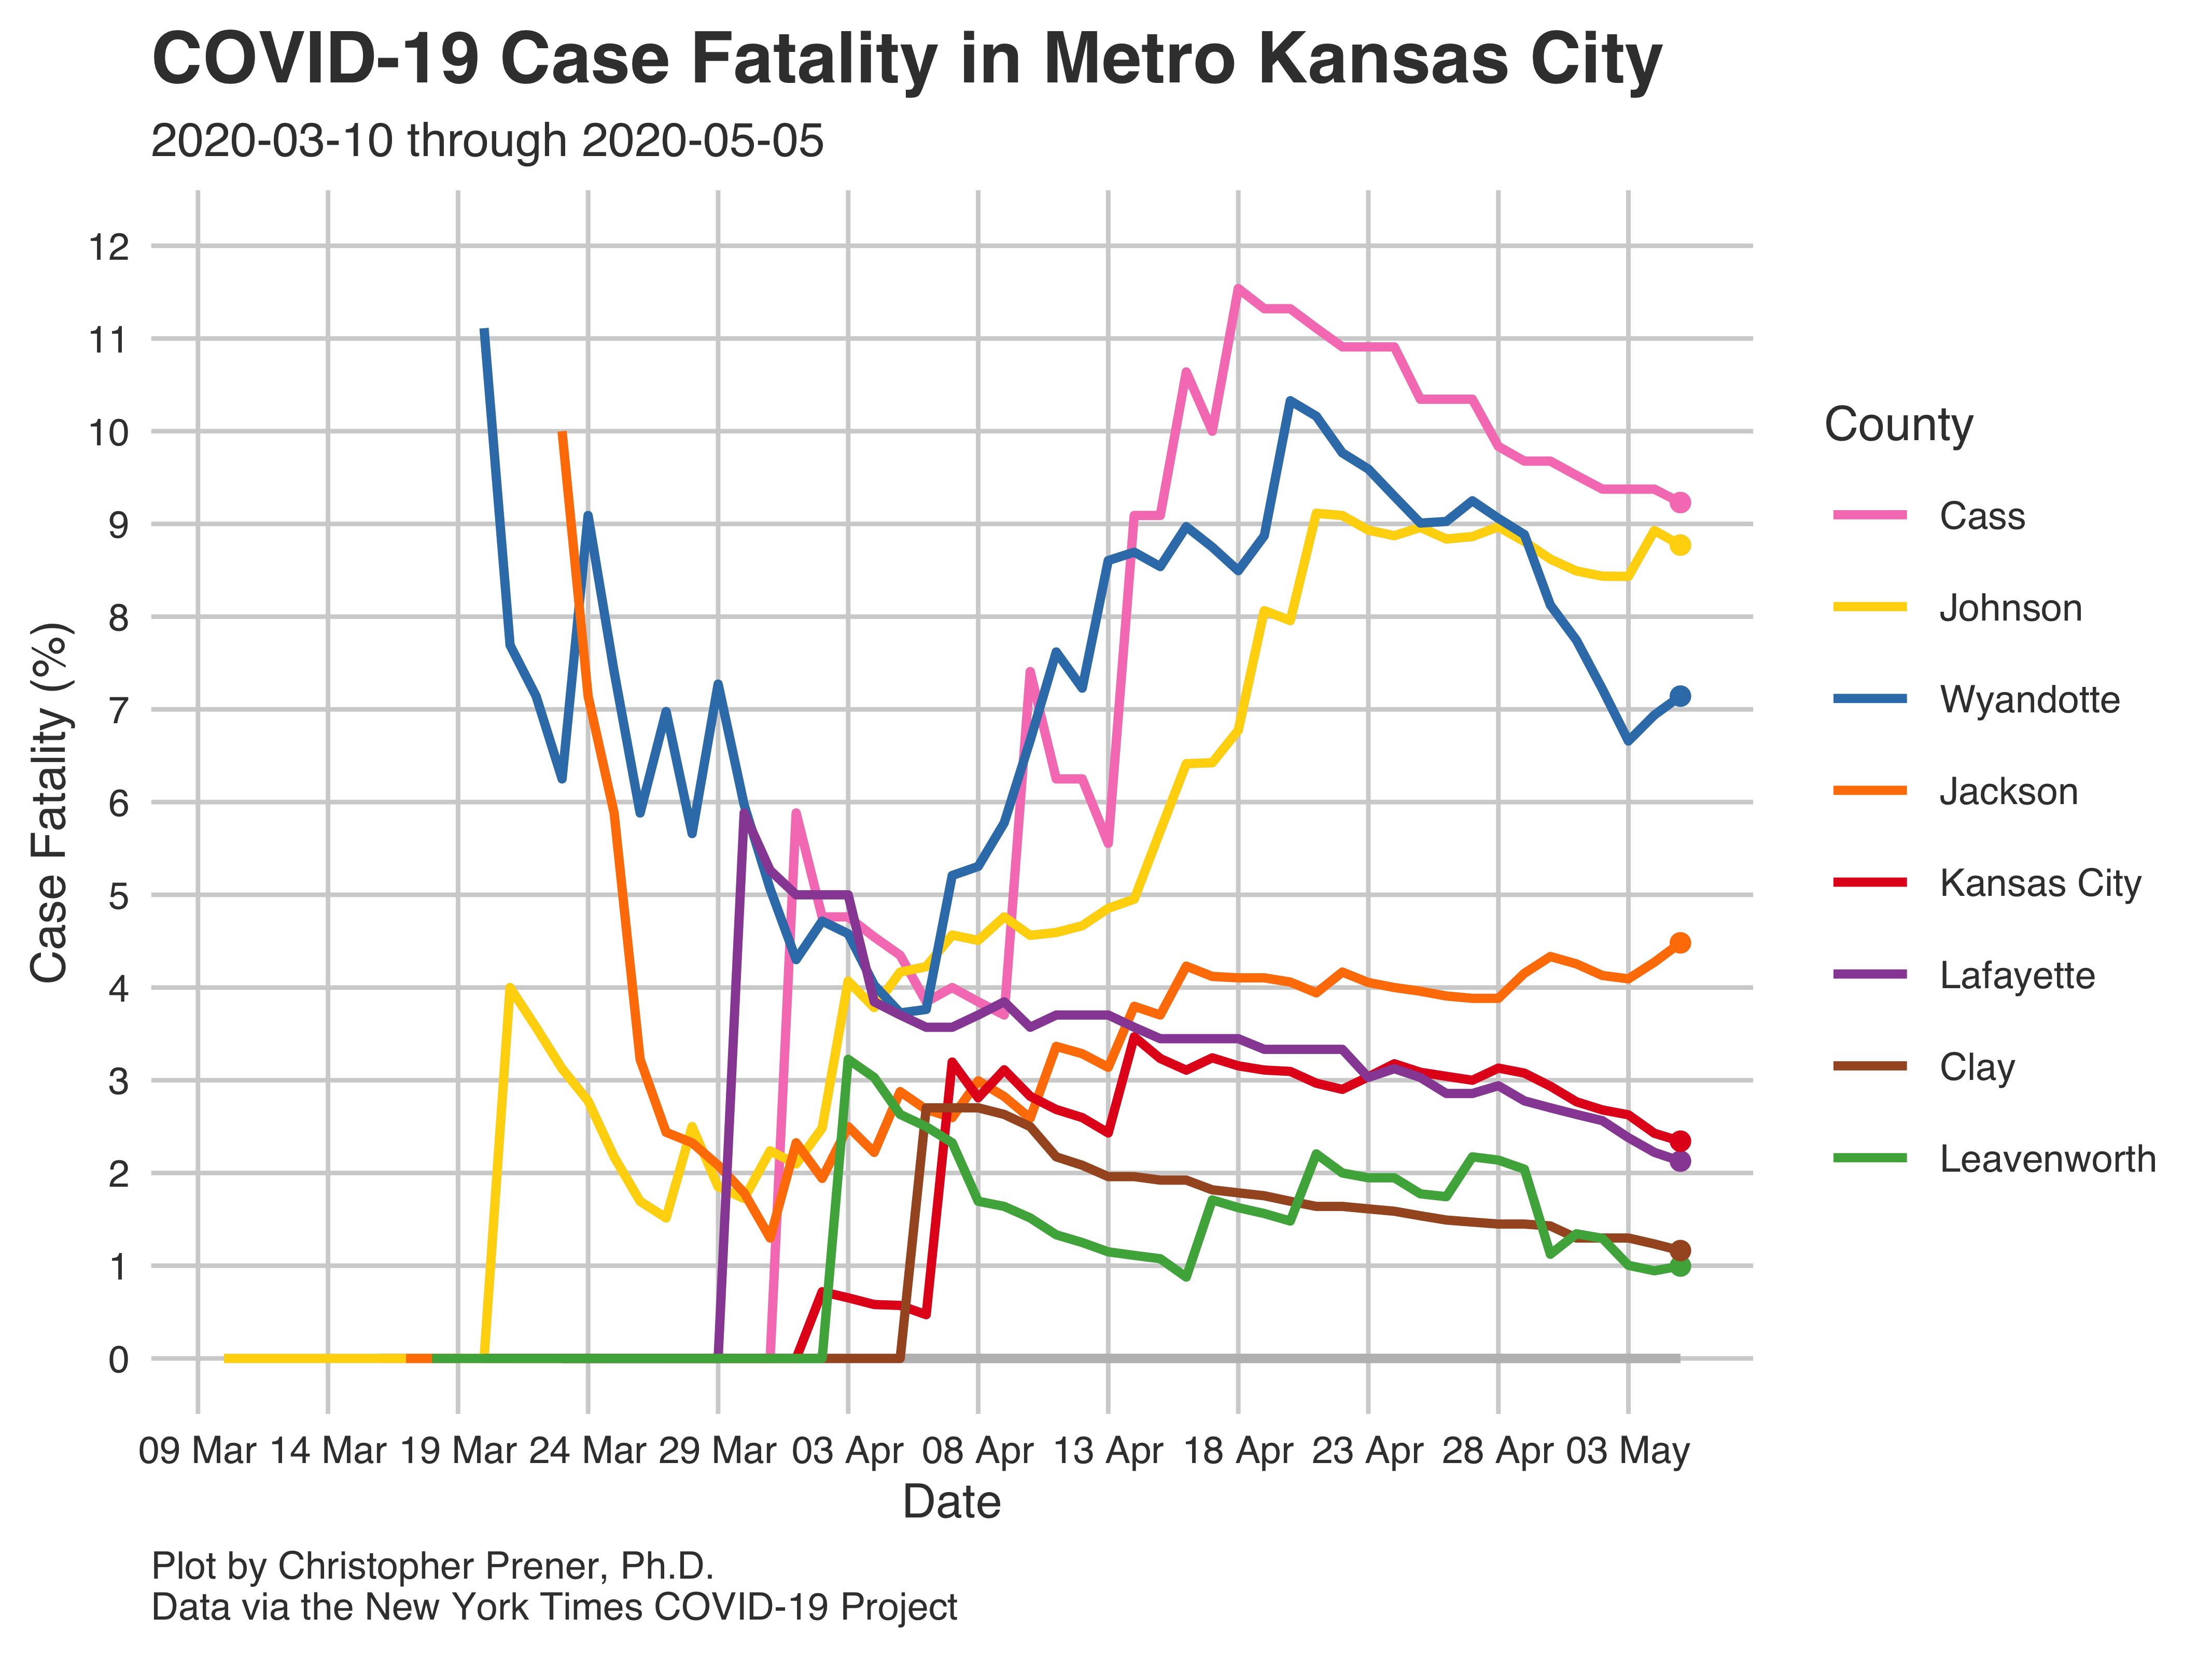 COVID-19 Case Fatality in Metro Kansas City
2020-03-10 through 2020-05-05
Case Fatality (%)
12
11
10
9
8
7
6
5
4
3
2
1
0
09 Mar 14 Mar 19 Mar 24 Mar 29 Mar 03 Apr 08 Apr 13 Apr 18 Apr 23 Apr 28 Apr 03 May
Date
County
Cass
Johnson
Wyandotte
Jackson
Kansas City
Lafayette
Clay
Leavenworth
Plot by Christopher Prener, Ph.D.
Data via the New York Times COVID-19 Project